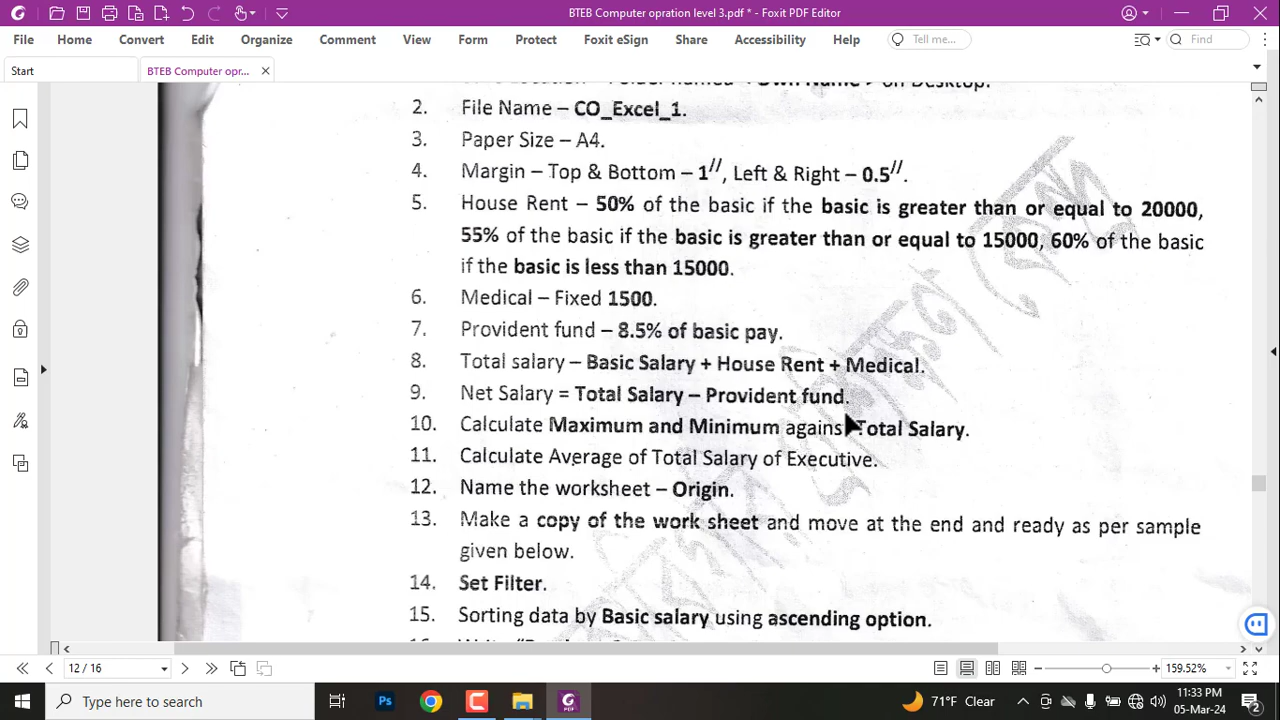 BTEB Computer opration level 3.pdf * - Foxit PDF Editor
File Home Convert Edit Organize Comment View Form Protect Foxit eSign Share Accessibility Help Tell me... Find
Start BTEB Computer opr...
on Desktop.
2. File Name – CO_Excel_1.
3. Paper Size – A4.
4. Margin – Top & Bottom – 1//, Left & Right – 0.5//.
5. House Rent – 50% of the basic if the basic is greater than or equal to 20000,
55% of the basic if the basic is greater than or equal to 15000, 60% of the basic
if the basic is less than 15000.
6. Medical – Fixed 1500.
7. Provident fund – 8.5% of basic pay.
8. Total salary – Basic Salary + House Rent + Medical.
9. Net Salary = Total Salary – Provident fund.
10. Calculate Maximum and Minimum agains Total Salary.
11. Calculate Average of Total Salary of Executive.
12. Name the worksheet – Origin.
13. Make a copy of the work sheet and move at the end and ready as per sample
given below.
14. Set Filter.
15. Sorting data by Basic salary using ascending option.
12 / 16 159.52%
Type here to search Ps 71°F Clear 11:33 PM
05-Mar-24 2